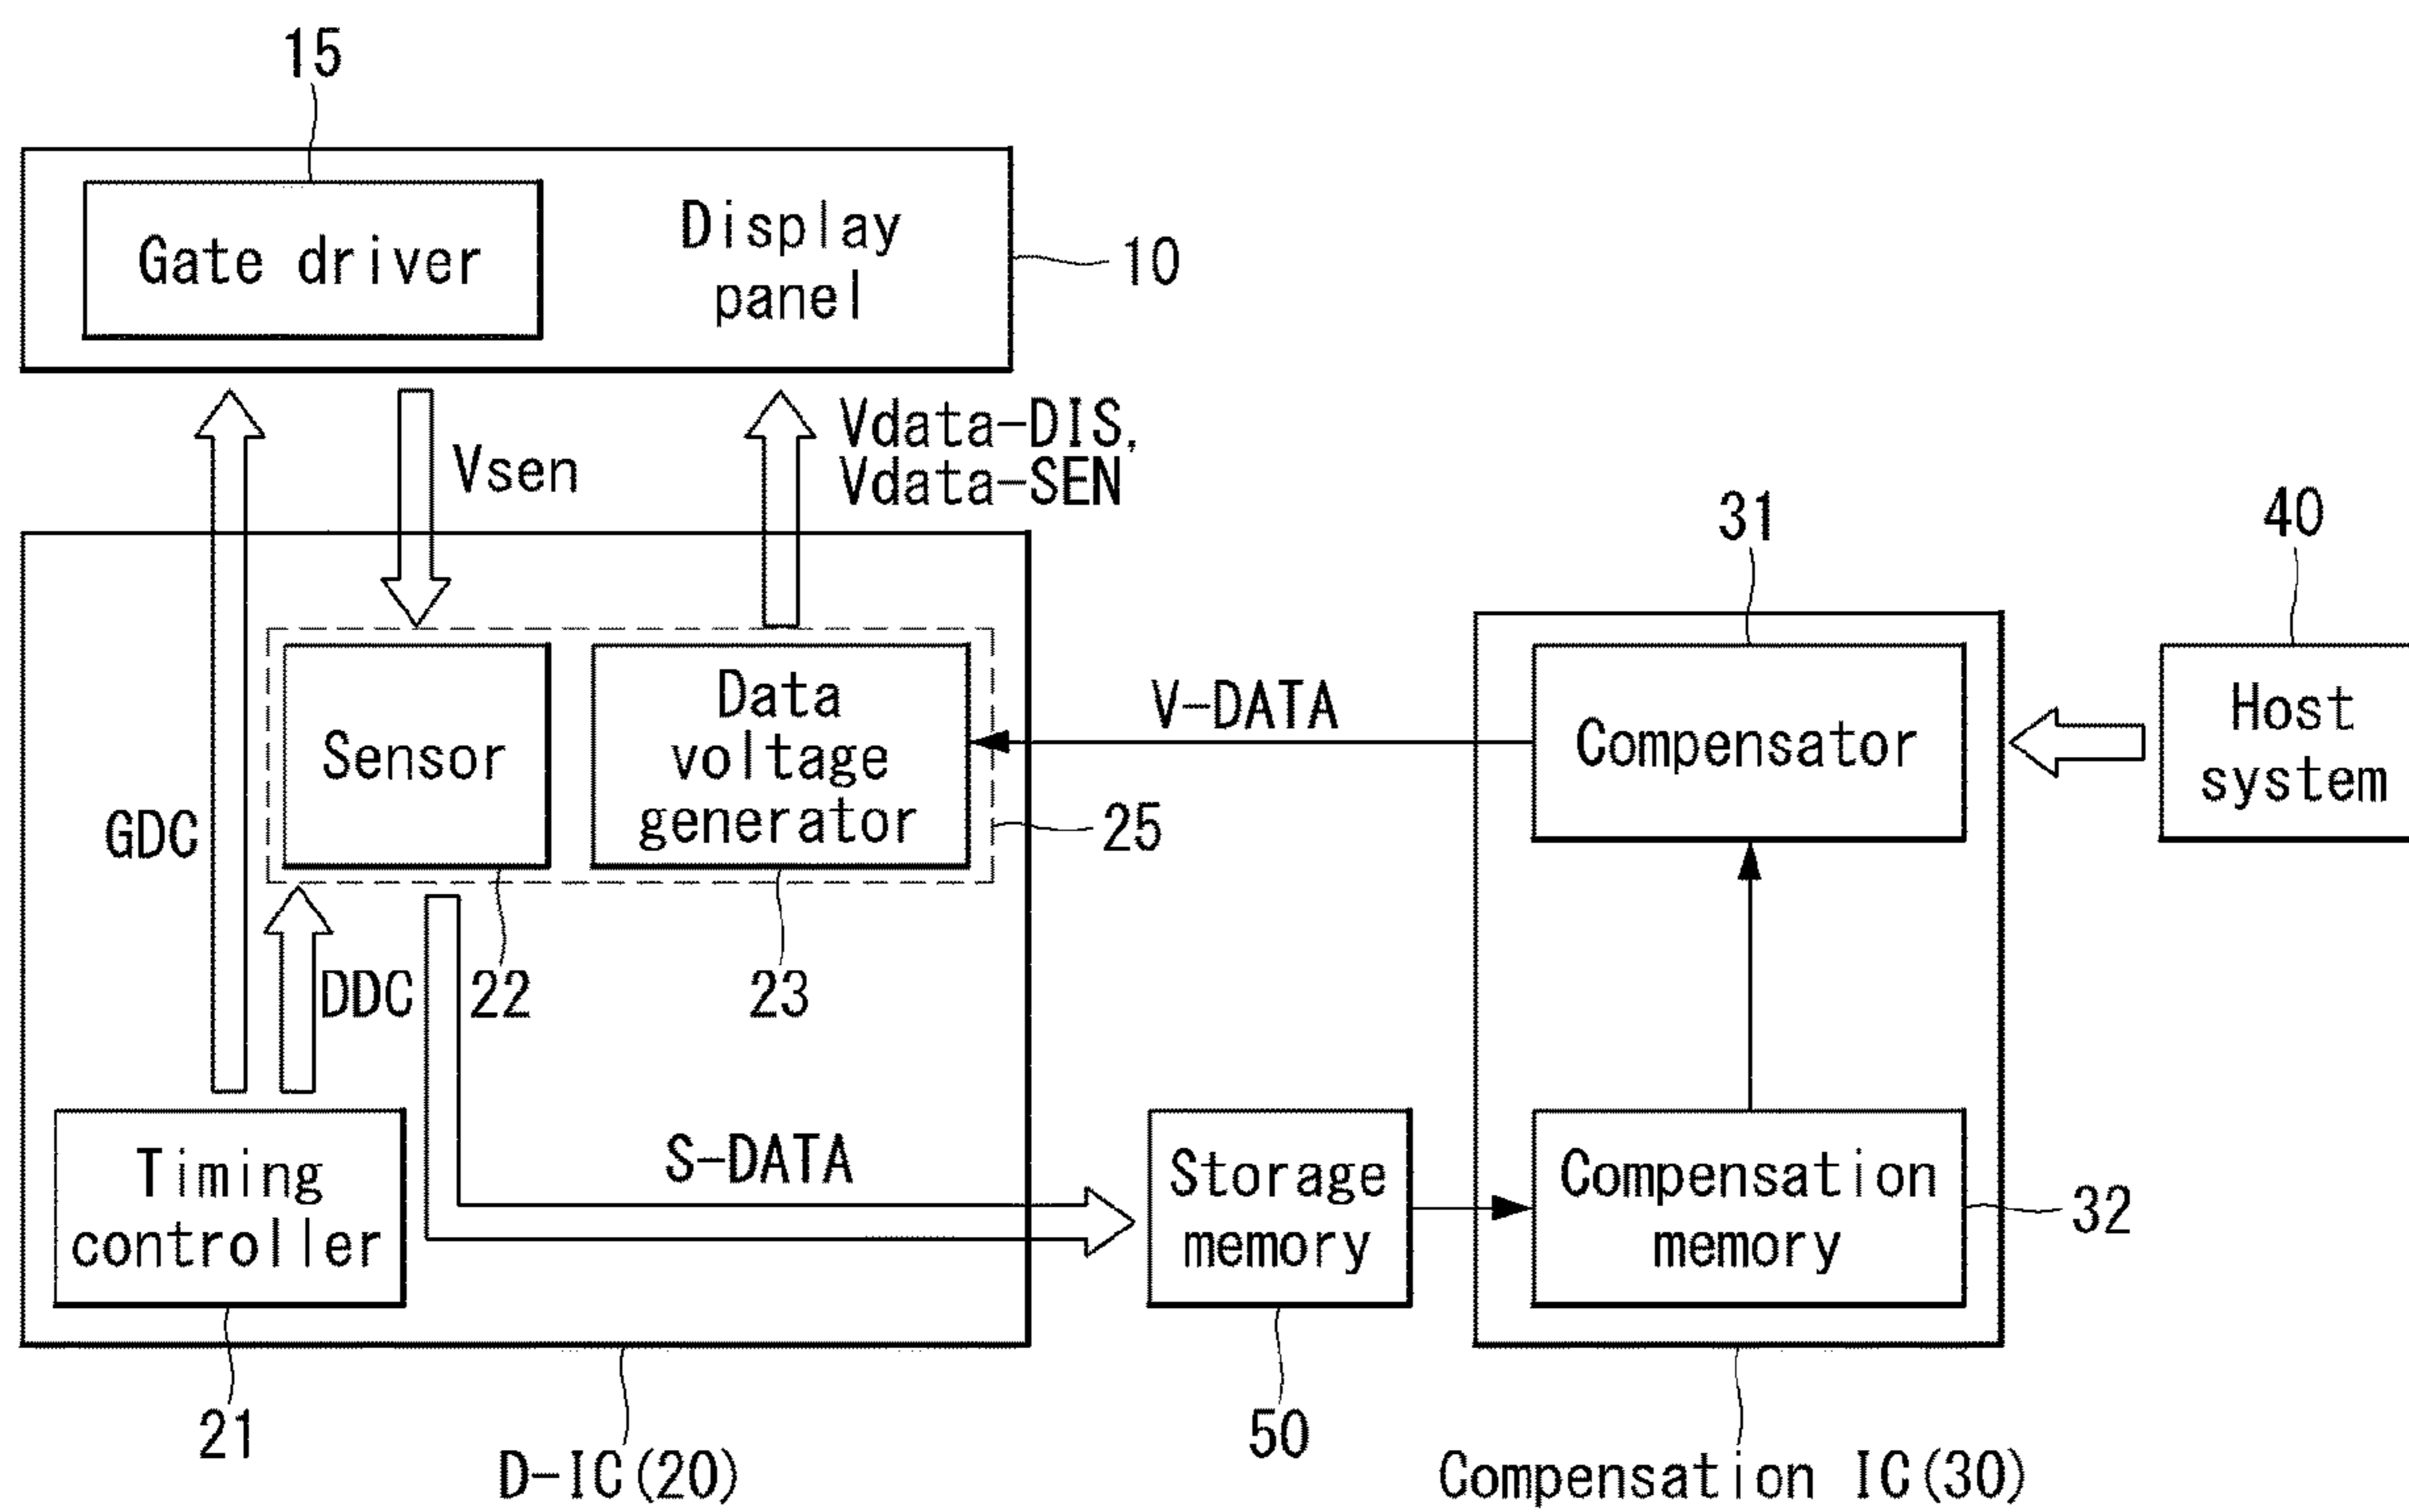 15
Gate driver
Display
panel
10
Vsen
Vdata-DIS,
Vdata-SEN
31
40
Sensor
Data
voltage
generator
V-DATA
Compensator
Host
system
GDC
25
DDC
22
23
Timing
controller
S-DATA
Storage
memory
Compensation
memory
32
21
50
D-IC(20)
Compensation IC(30)